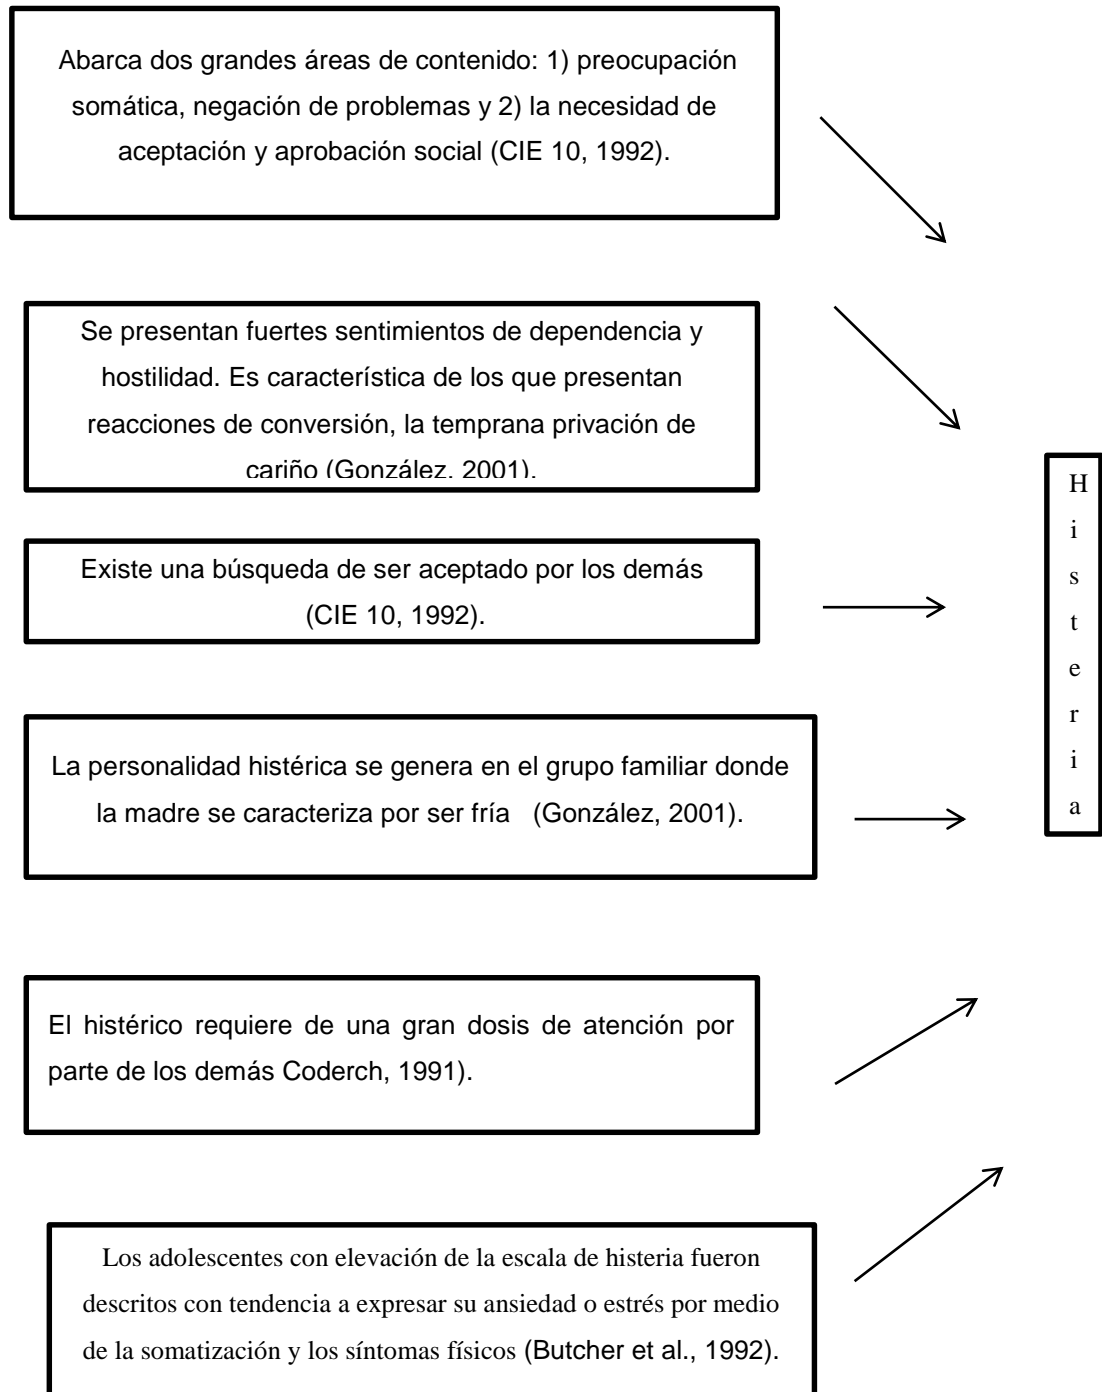 Abarca dos grandes áreas de contenido: 1) preocupación
somática, negación de problemas y 2) la necesidad de
aceptación y aprobación social (CIE 10, 1992).
Se presentan fuertes sentimientos de dependencia y
hostilidad. Es característica de los que presentan
reacciones de conversión, la temprana privación de
cariño (González, 2001).
Existe una búsqueda de ser aceptado por los demás
(CIE 10, 1992).
La personalidad histérica se genera en el grupo familiar donde
la madre se caracteriza por ser fría (González, 2001).
El histérico requiere de una gran dosis de atención por
parte de los demás Coderch, 1991).
Los adolescentes con elevación de la escala de histeria fueron
descritos con tendencia a expresar su ansiedad o estrés por medio
de la somatización y los síntomas físicos (Butcher et al., 1992).
H
i
s
t
e
r
i
a